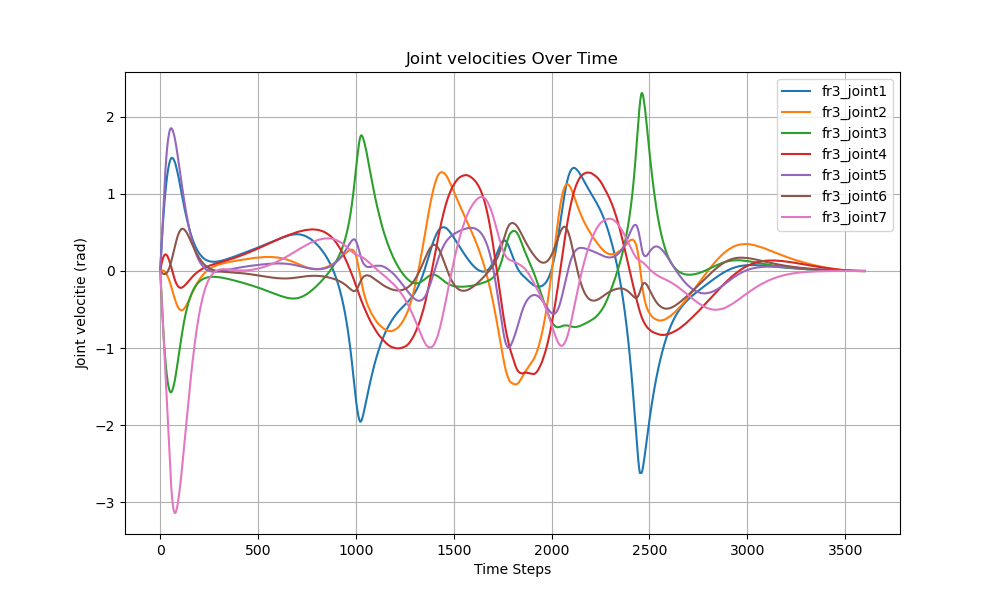 Joint velocities Over Time
Joint velocitie (rad)
2
1
0
−1
−2
−3
fr3_joint1
fr3_joint2
fr3_joint3
fr3_joint4
fr3_joint5
fr3_joint6
fr3_joint7
0 500 1000 1500 2000 2500 3000 3500
Time Steps